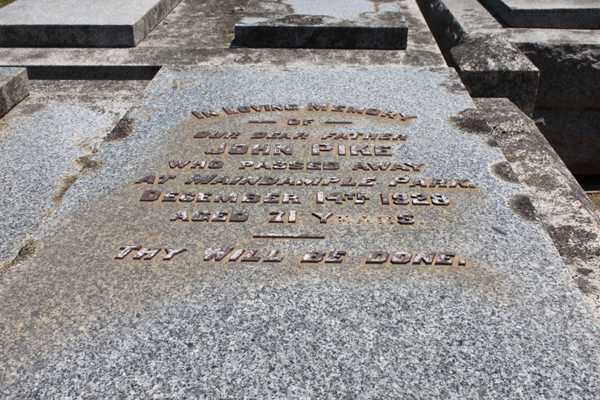 IN LOVING MEMORY
OF
OUR DEAR FATHER
JOHN PIKE
WHO PASSED AWAY
AT MAINDAMPLE PARK.
DECEMBER 14TH 1928
AGED 71 YEARS.
THY WILL BE DONE.